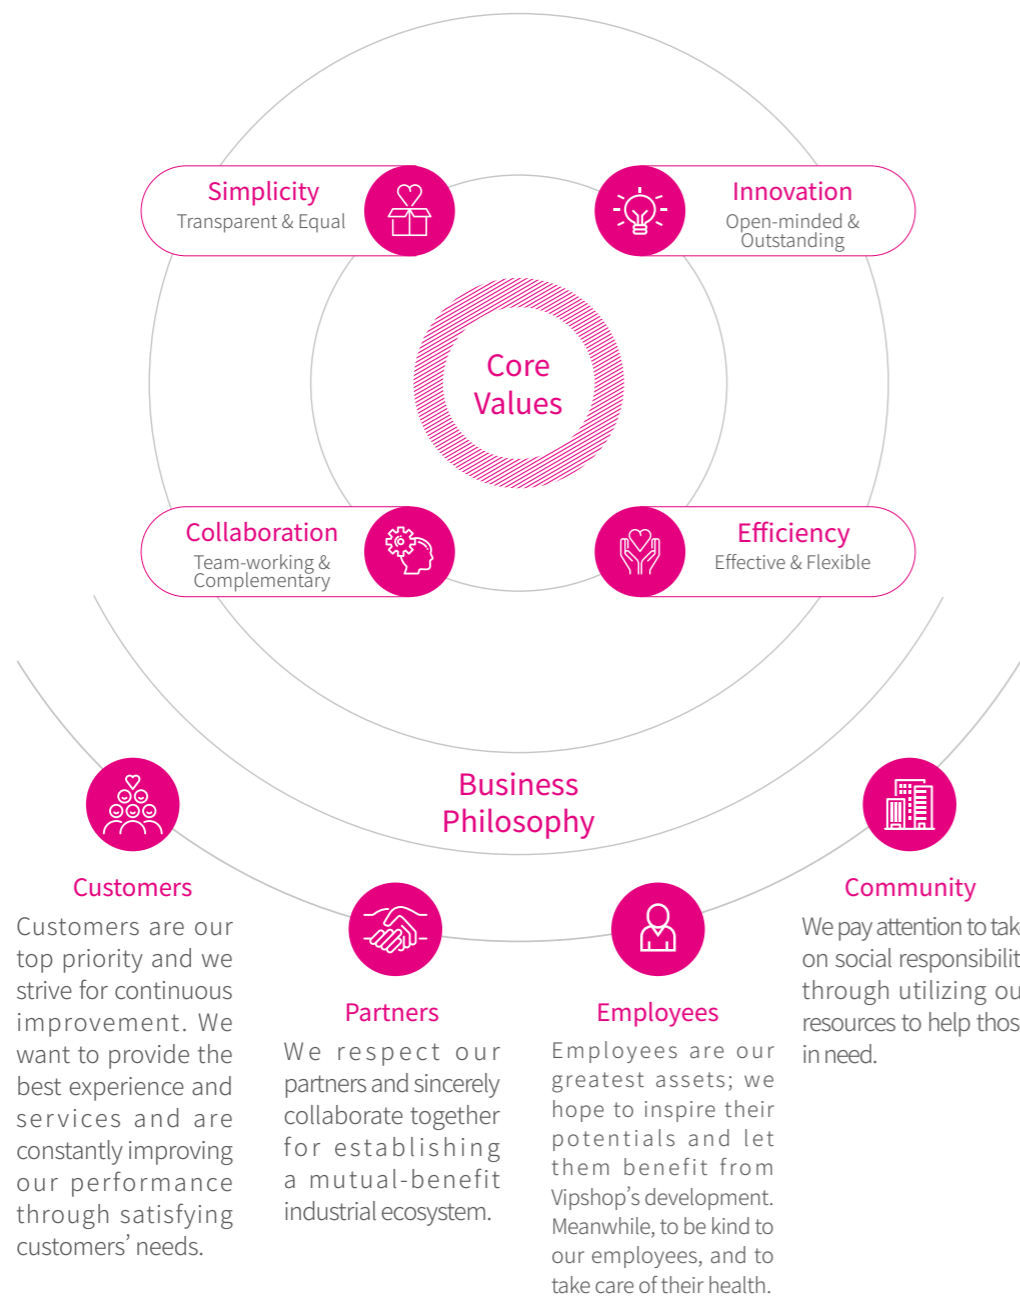 Simplicity
Transparent & Equal
Innovation
Open-minded &
Outstanding
Core
Values
Collaboration
Team-working &
Complementary
Efficiency
Effective & Flexible
Business
Philosophy
Customers
Customers are our
top priority and we
strive for continuous
improvement. We
want to provide the
best experience and
services and are
constantly improving
our performance
through satisfying
customers’ needs.
Partners
We respect our
partners and sincerely
collaborate together
for establishing
a mutual-benefit
industrial ecosystem.
Employees
Employees are our
greatest assets; we
hope to inspire their
potentials and let
them benefit from
Vipshop’s development.
Meanwhile, to be kind to
our employees, and to
take care of their health.
Community
We pay attention to tak
on social responsibilit
through utilizing ou
resources to help thos
in need.